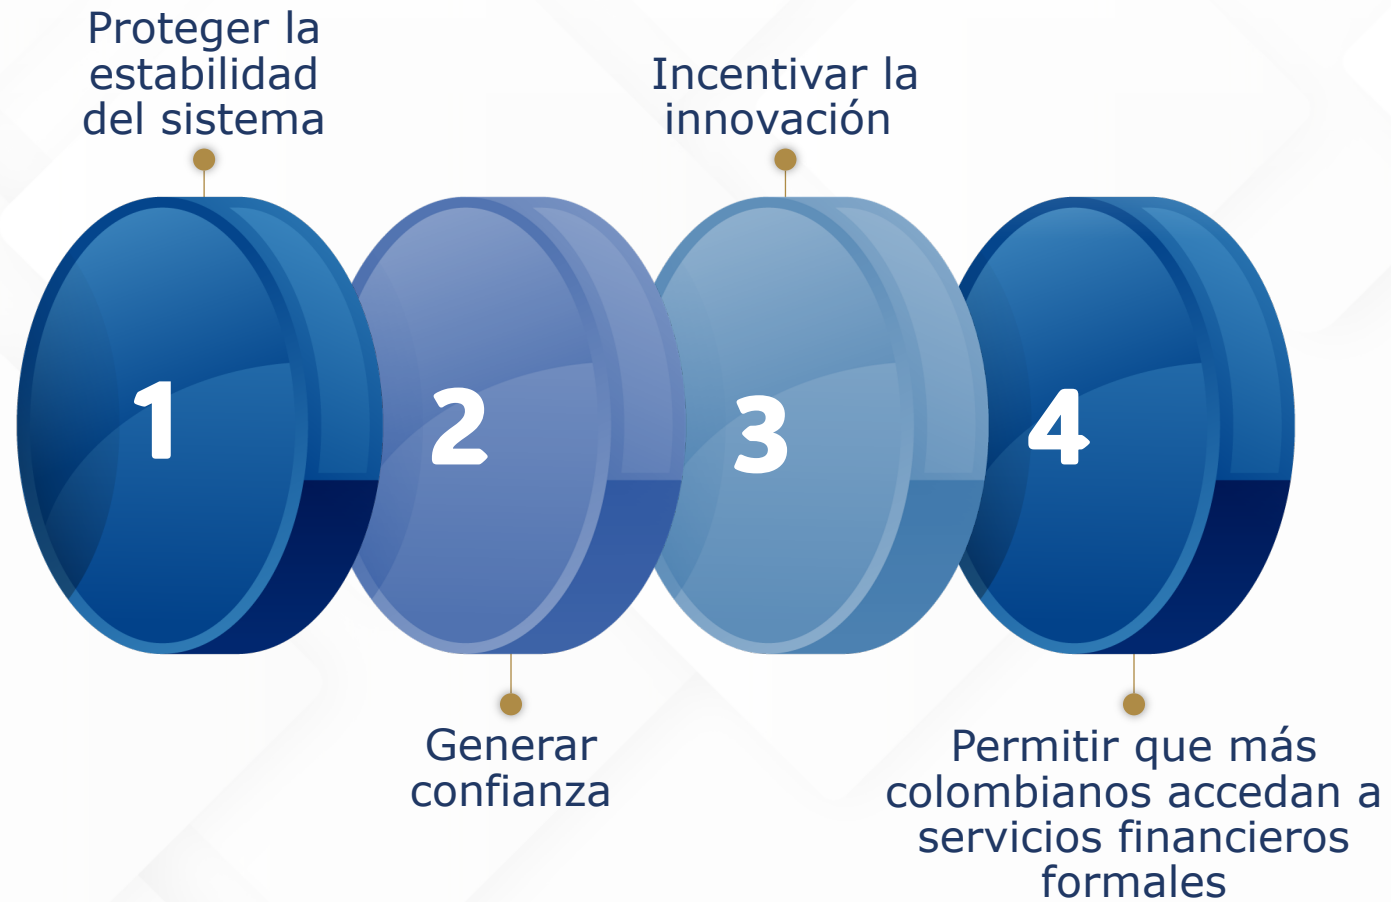 Proteger la
estabilidad
del sistema
Incentivar la
innovación
1
2
3
4
Generar
confianza
Permitir que más
colombianos accedan a
servicios financieros
formales